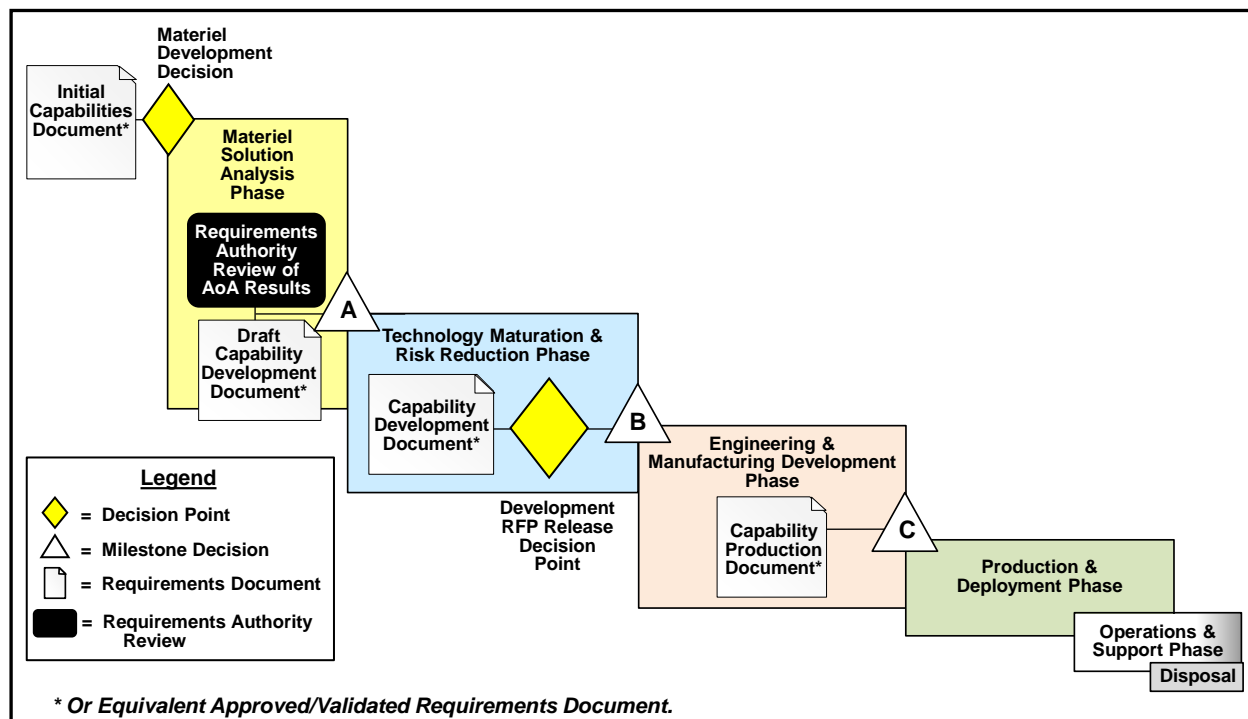 Materiel
Development
Decision
Initial
Capabilities
Document*
Materiel
Solution
Analysis
Phase
Requirements
Authority
Review of
AoA Results
A
Draft
Capability
Development
Document*
Technology Maturation &
Risk Reduction Phase
Capability
Development
Document*
B
Development
RFP Release
Decision
Point
Engineering &
Manufacturing Development
Phase
Capability
Production
Document*
C
Production &
Deployment Phase
Operations &
Support Phase
Disposal
Legend
= Decision Point
= Milestone Decision
= Requirements Document
= Requirements Authority
Review
* Or Equivalent Approved/Validated Requirements Document.